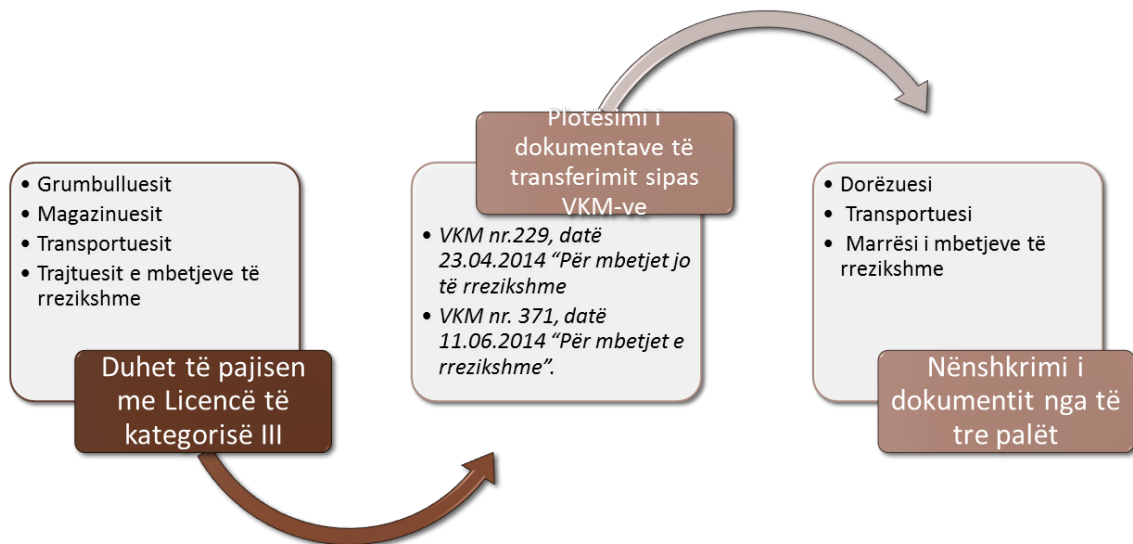 • Grumbulluesit
• Magazinuesit
• Transportuesit
• Trajtuesit e mbetjeve të
rrezikshme
Duhet të pajisen
me Licencë të
kategorisë III
Plotësimi i
dokumentave të
transferimit sipas
VKM-ve
• VKM nr.229, datë
23.04.2014 “Për mbetjet jo
të rrezikshme
• VKM nr. 371, datë
11.06.2014 “Për mbetjet e
rrezikshme”.
• Dorëzuesi
• Transportuesi
• Marrësi i mbetjeve të
rrezikshme
Nënshkrimi i
dokumentit nga të
tre palët